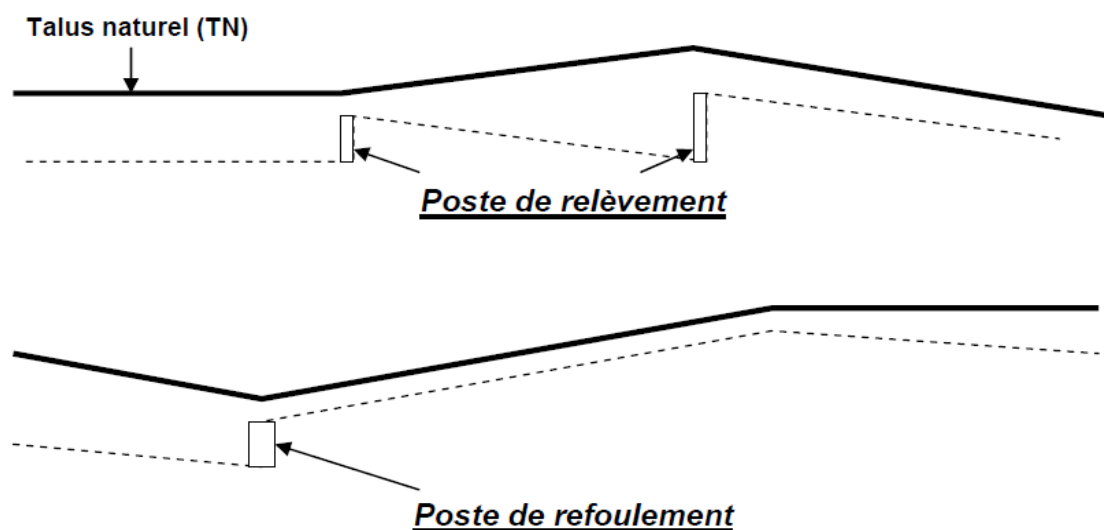 Talus naturel (TN)
Poste de relèvement
Poste de refoulement